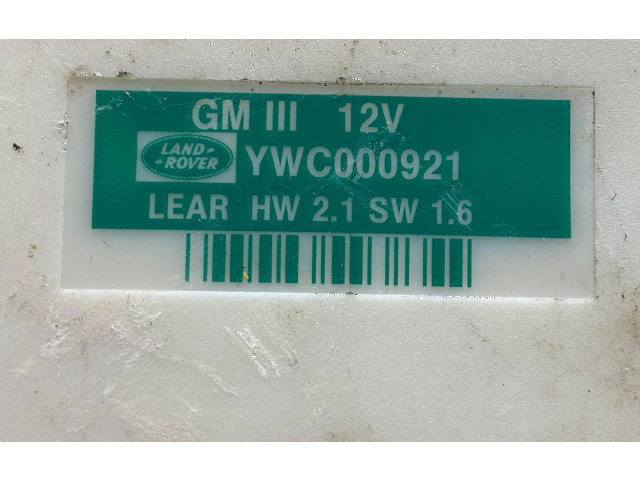 GM III 12V
LAND
ROVER
YWC000921
LEAR HW 2.1 SW 1.6